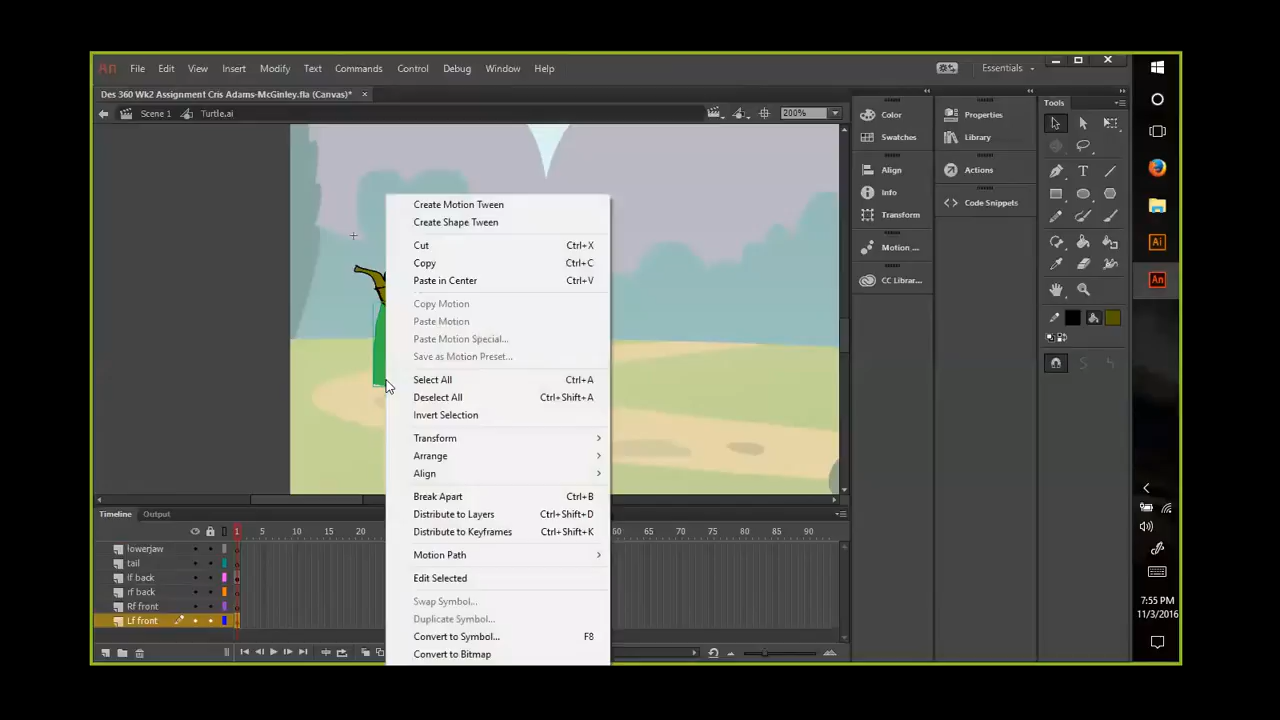 An File Edit View Insert Modify Text Commands Control Debug Window Help Essentials
Des 360 Wk2 Assignment Cris Adams-McGinley.fla (Canvas)* ×
Scene 1 Turtle.ai 200%
Color
Swatches
Align
Info
Transform
Motion ...
CC Librar...
Properties
Library
Actions
Code Snippets
Tools
T
Create Motion Tween
Create Shape Tween
Cut Ctrl+X
Copy Ctrl+C
Paste in Center Ctrl+V
Copy Motion
Paste Motion
Paste Motion Special...
Save as Motion Preset...
Select All Ctrl+A
Deselect All Ctrl+Shift+A
Invert Selection
Transform
Arrange
Align
Break Apart Ctrl+B
Distribute to Layers Ctrl+Shift+D
Distribute to Keyframes Ctrl+Shift+K
Motion Path
Edit Selected
Swap Symbol...
Duplicate Symbol...
Convert to Symbol... F8
Convert to Bitmap
Timeline Output
1 5 10 15 20 60 65 70 75 80 85 90
lowerjaw
tail
lf back
rf back
Rf front
Lf front
Ai
An
7:55 PM
11/3/2016